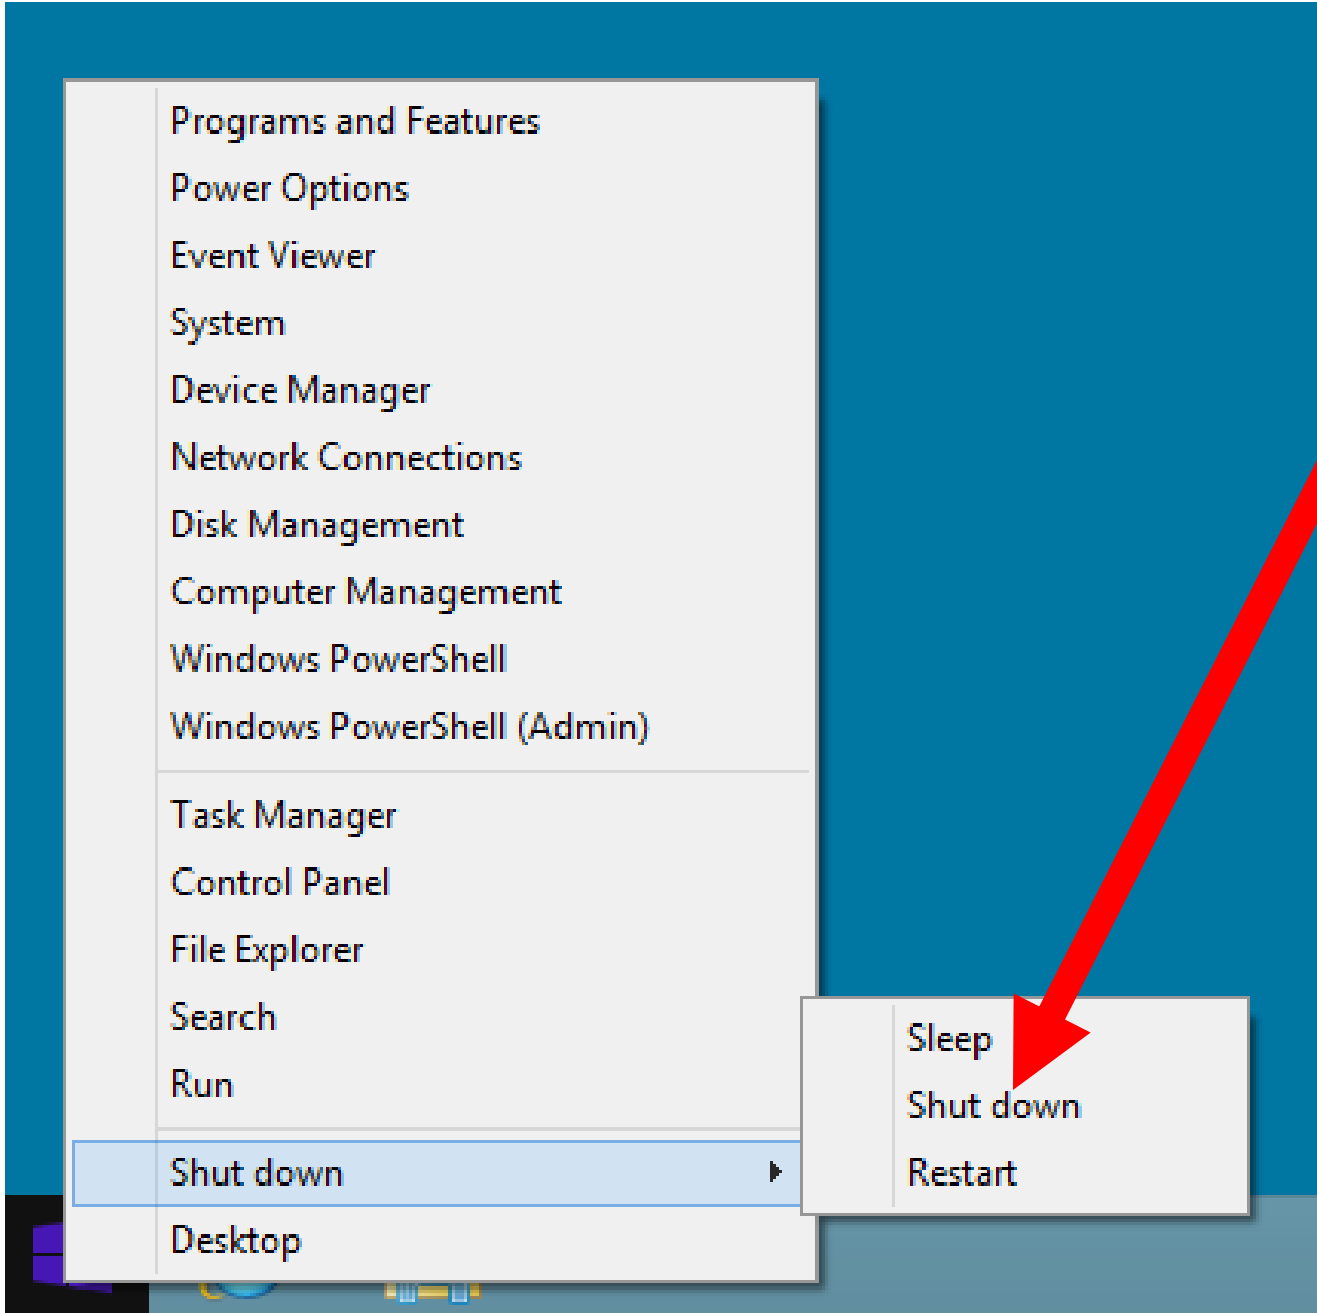 Programs and Features
Power Options
Event Viewer
System
Device Manager
Network Connections
Disk Management
Computer Management
Windows PowerShell
Windows PowerShell (Admin)
Task Manager
Control Panel
File Explorer
Search
Run
Shut down
Desktop
Sleep
Shut down
Restart